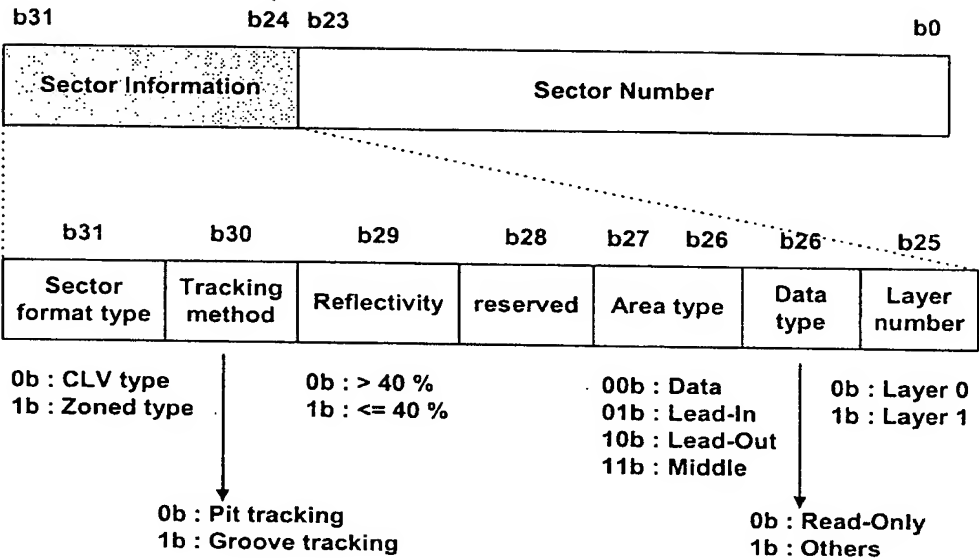 b31 b24 b23 b0
Sector Information Sector Number
b31 b30 b29 b28 b27 b26 b26 b25
Sector format type Tracking method Reflectivity reserved Area type Data type Layer number
0b : CLV type
1b : Zoned type
0b : > 40 %
1b : <= 40 %
00b : Data
01b : Lead-In
10b : Lead-Out
11b : Middle
0b : Layer 0
1b : Layer 1
0b : Pit tracking
1b : Groove tracking
0b : Read-Only
1b : Others